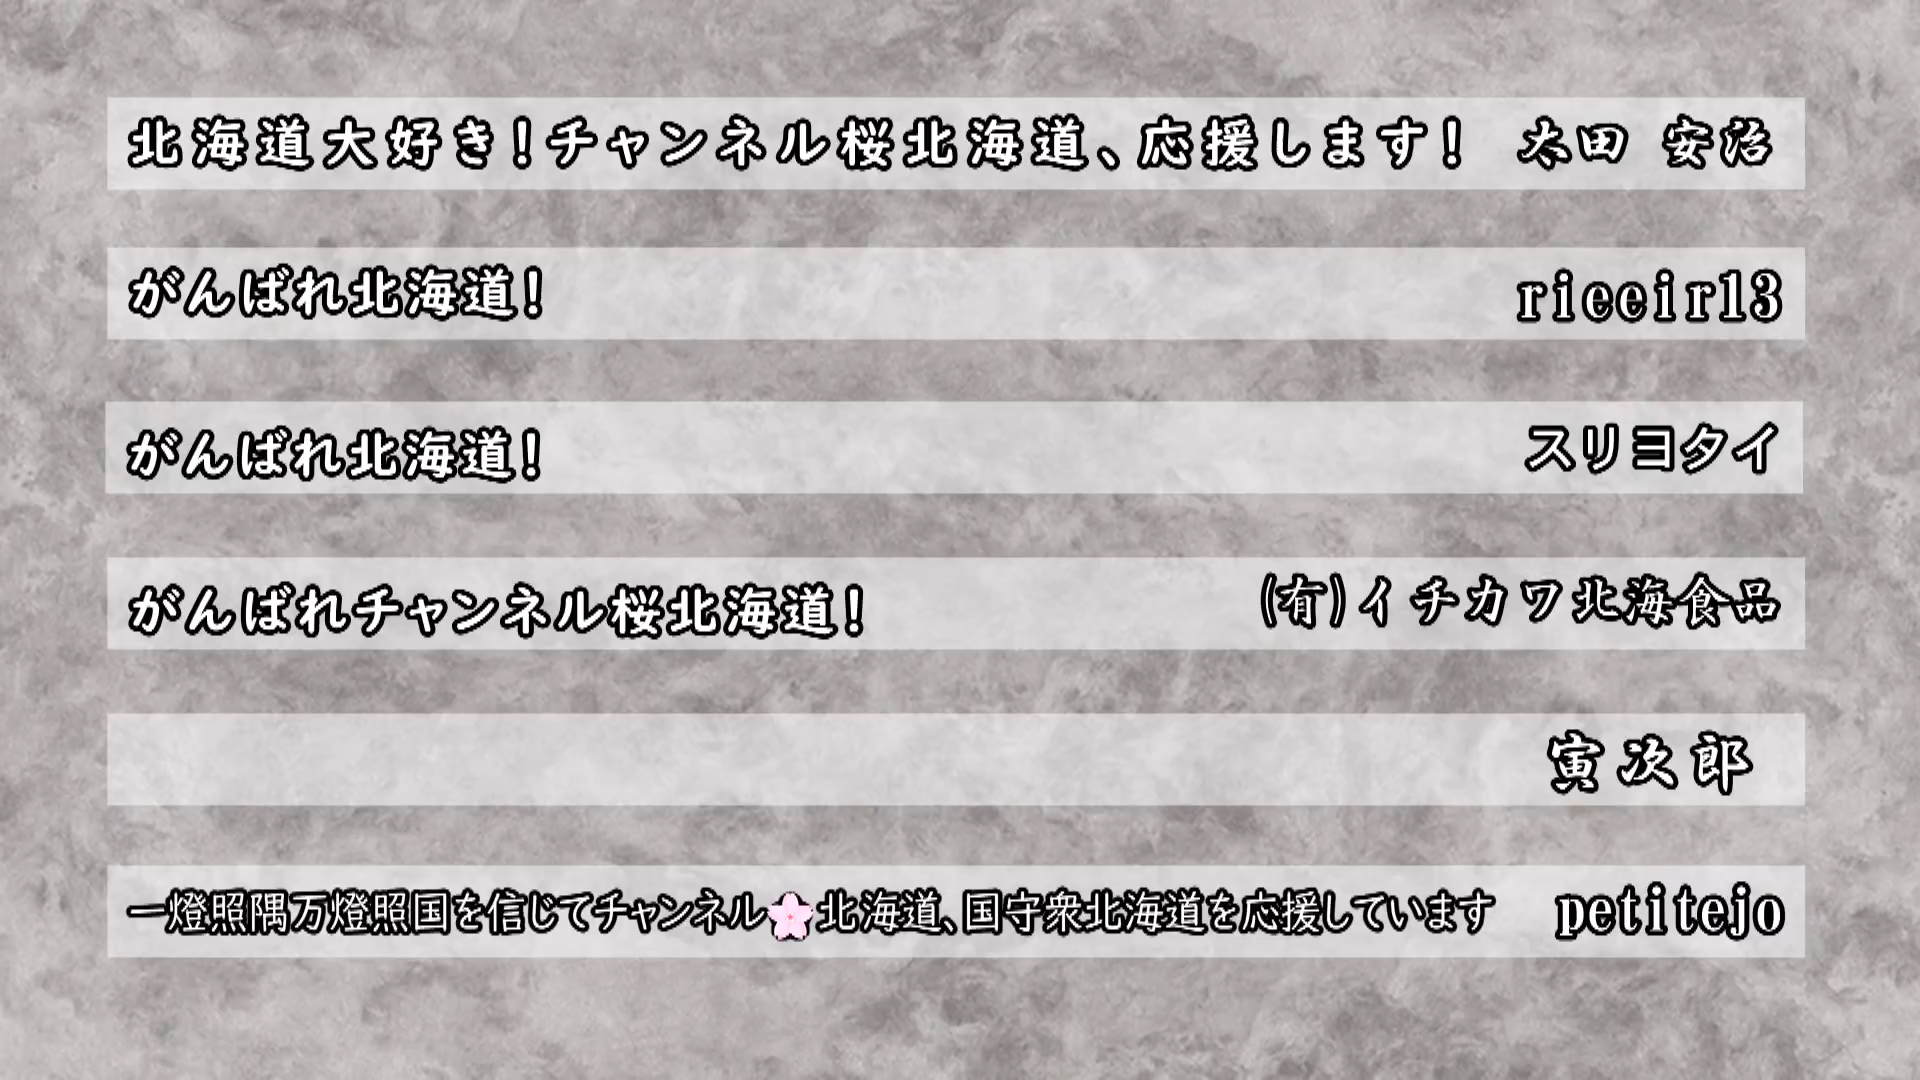 北海道大好き！チャンネル桜北海道、応援します！ 太田 安治
がんばれ北海道！ rieeir13
がんばれ北海道！ スリヨタイ
がんばれチャンネル桜北海道！ (有)イチカワ北海食品
寅次郎
一燈照隅万燈照国を信じてチャンネル🌸北海道、国守衆北海道を応援しています petitejo